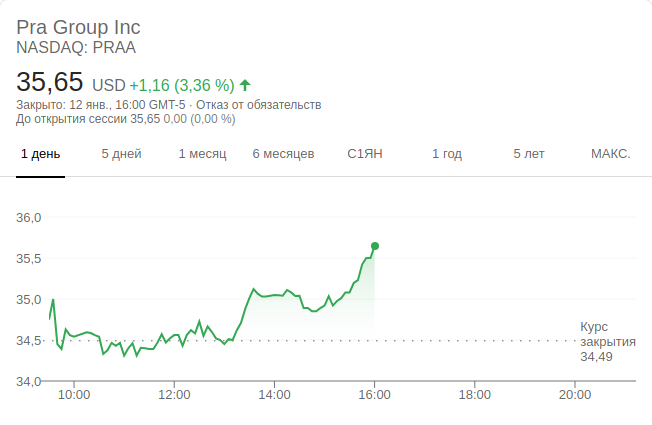 Pra Group Inc
NASDAQ: PRAA
35,65 USD +1,16 (3,36 %)
Закрыто: 12 янв., 16:00 GMT-5 · Отказ от обязательств
До открытия сессии 35,65 0,00 (0,00 %)
1 день 5 дней 1 месяц 6 месяцев С1ЯН 1 год 5 лет МАКС.
36,0
35,5
35,0
34,5
34,0
Курс
закрытия
34,49
10:00 12:00 14:00 16:00 18:00 20:00